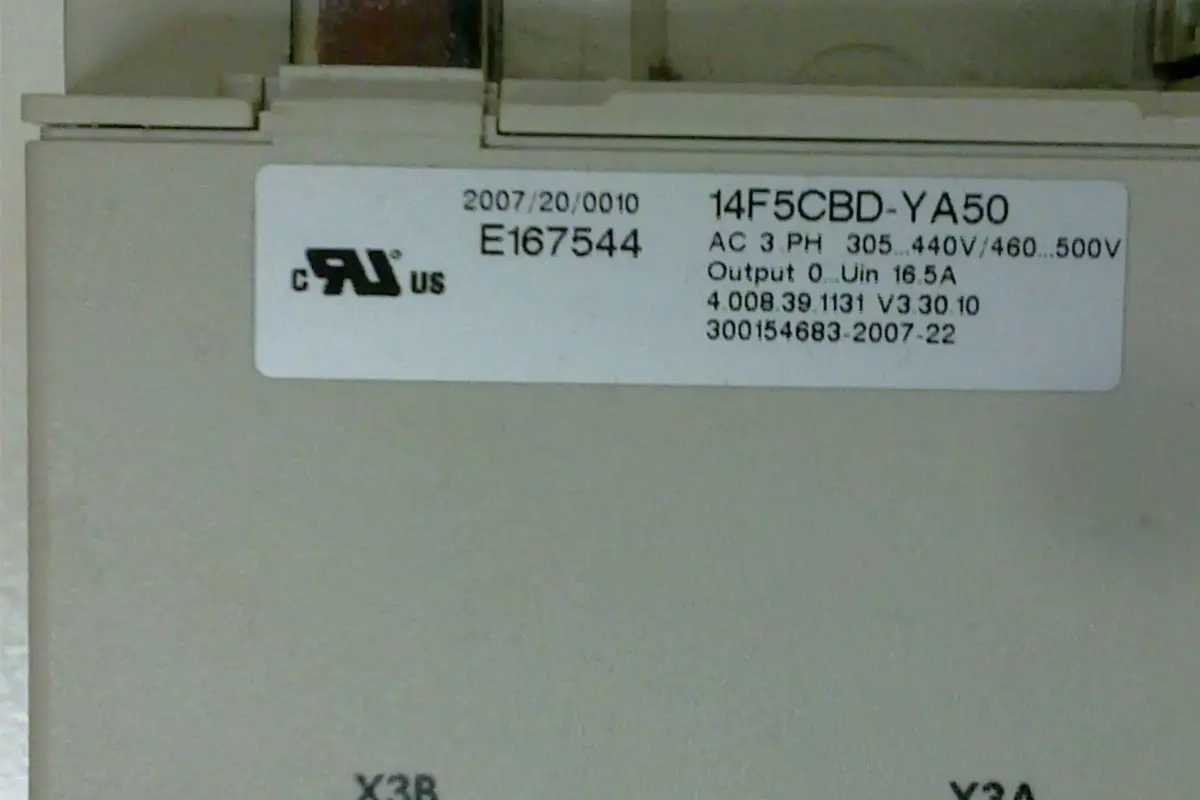 2007/20/0010
E167544
c RU® US
14F5CBD-YA50
AC 3 PH 305...440V/460...500V
Output 0...Uin 16.5A
4.008.39.1131 V3.30.10
300154683-2007-22
X3B
X3A